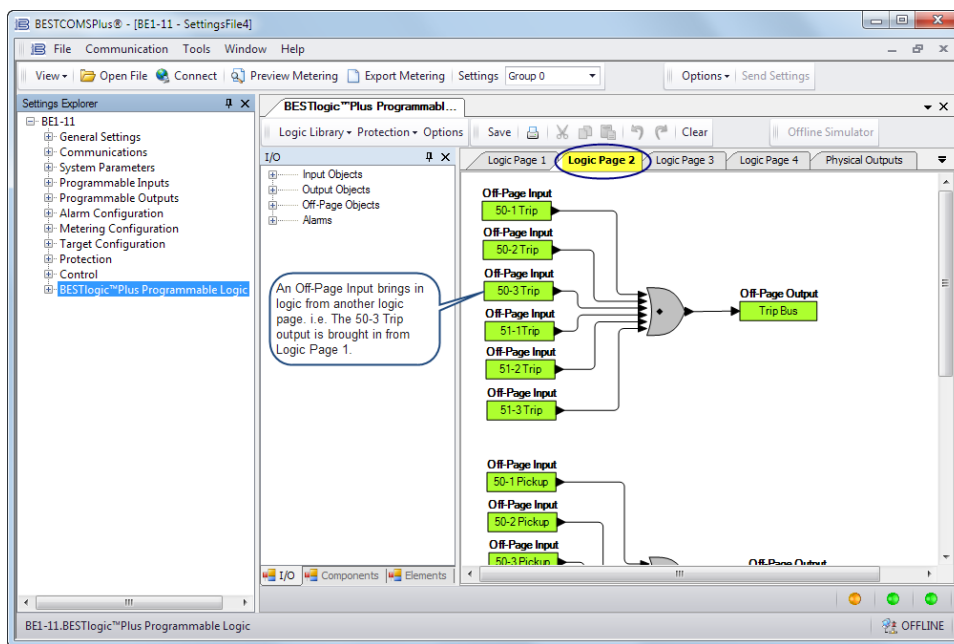 BESTCOMSPlus® - [BE1-11 - SettingsFile4]
File Communication Tools Window Help
View Open File Connect Preview Metering Export Metering Settings Group 0 Options Send Settings
Settings Explorer
BE1-11
General Settings
Communications
System Parameters
Programmable Inputs
Programmable Outputs
Alarm Configuration
Metering Configuration
Target Configuration
Protection
Control
BESTlogic™Plus Programmable Logic
BESTlogic™Plus Programmabl...
Logic Library Protection Options Save Clear Offline Simulator
I/O
Input Objects
Output Objects
Off-Page Objects
Alarms
An Off-Page Input brings in
logic from another logic
page. i.e. The 50-3 Trip
output is brought in from
Logic Page 1.
I/O Components Elements
Logic Page 1 Logic Page 2 Logic Page 3 Logic Page 4 Physical Outputs
Off-Page Input
50-1 Trip
Off-Page Input
50-2 Trip
Off-Page Input
50-3 Trip
Off-Page Input
51-1Trip
Off-Page Input
51-2 Trip
Off-Page Input
51-3 Trip
Off-Page Output
Trip Bus
Off-Page Input
50-1 Pickup
Off-Page Input
50-2 Pickup
Off-Page Input
50-3 Pickup
Off-Page Output
BE1-11.BESTlogic™Plus Programmable Logic
OFFLINE